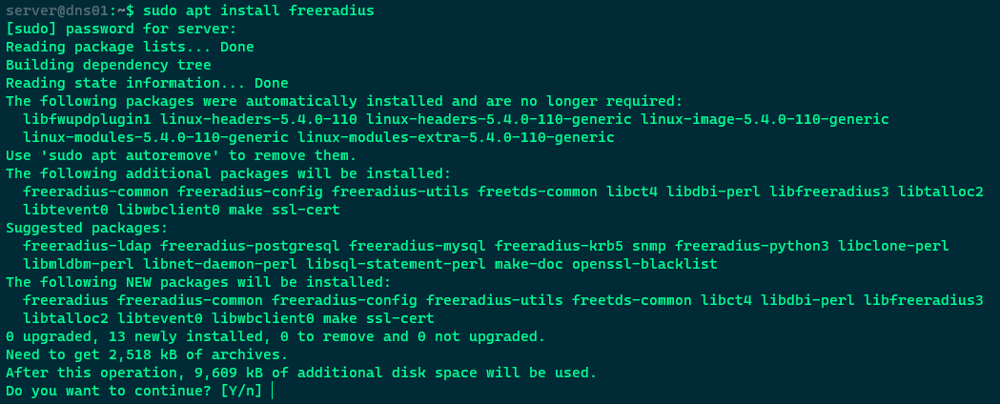 server@dns01:~$ sudo apt install freeradius
[sudo] password for server:
Reading package lists... Done
Building dependency tree
Reading state information... Done
The following packages were automatically installed and are no longer required:
  libfwupdplugin1 linux-headers-5.4.0-110 linux-headers-5.4.0-110-generic linux-image-5.4.0-110-generic
  linux-modules-5.4.0-110-generic linux-modules-extra-5.4.0-110-generic
Use 'sudo apt autoremove' to remove them.
The following additional packages will be installed:
  freeradius-common freeradius-config freeradius-utils freetds-common libct4 libdbi-perl libfreeradius3 libtalloc2
  libtevent0 libwbclient0 make ssl-cert
Suggested packages:
  freeradius-ldap freeradius-postgresql freeradius-mysql freeradius-krb5 snmp freeradius-python3 libclone-perl
  libmldbm-perl libnet-daemon-perl libsql-statement-perl make-doc openssl-blacklist
The following NEW packages will be installed:
  freeradius freeradius-common freeradius-config freeradius-utils freetds-common libct4 libdbi-perl libfreeradius3
  libtalloc2 libtevent0 libwbclient0 make ssl-cert
0 upgraded, 13 newly installed, 0 to remove and 0 not upgraded.
Need to get 2,518 kB of archives.
After this operation, 9,609 kB of additional disk space will be used.
Do you want to continue? [Y/n]